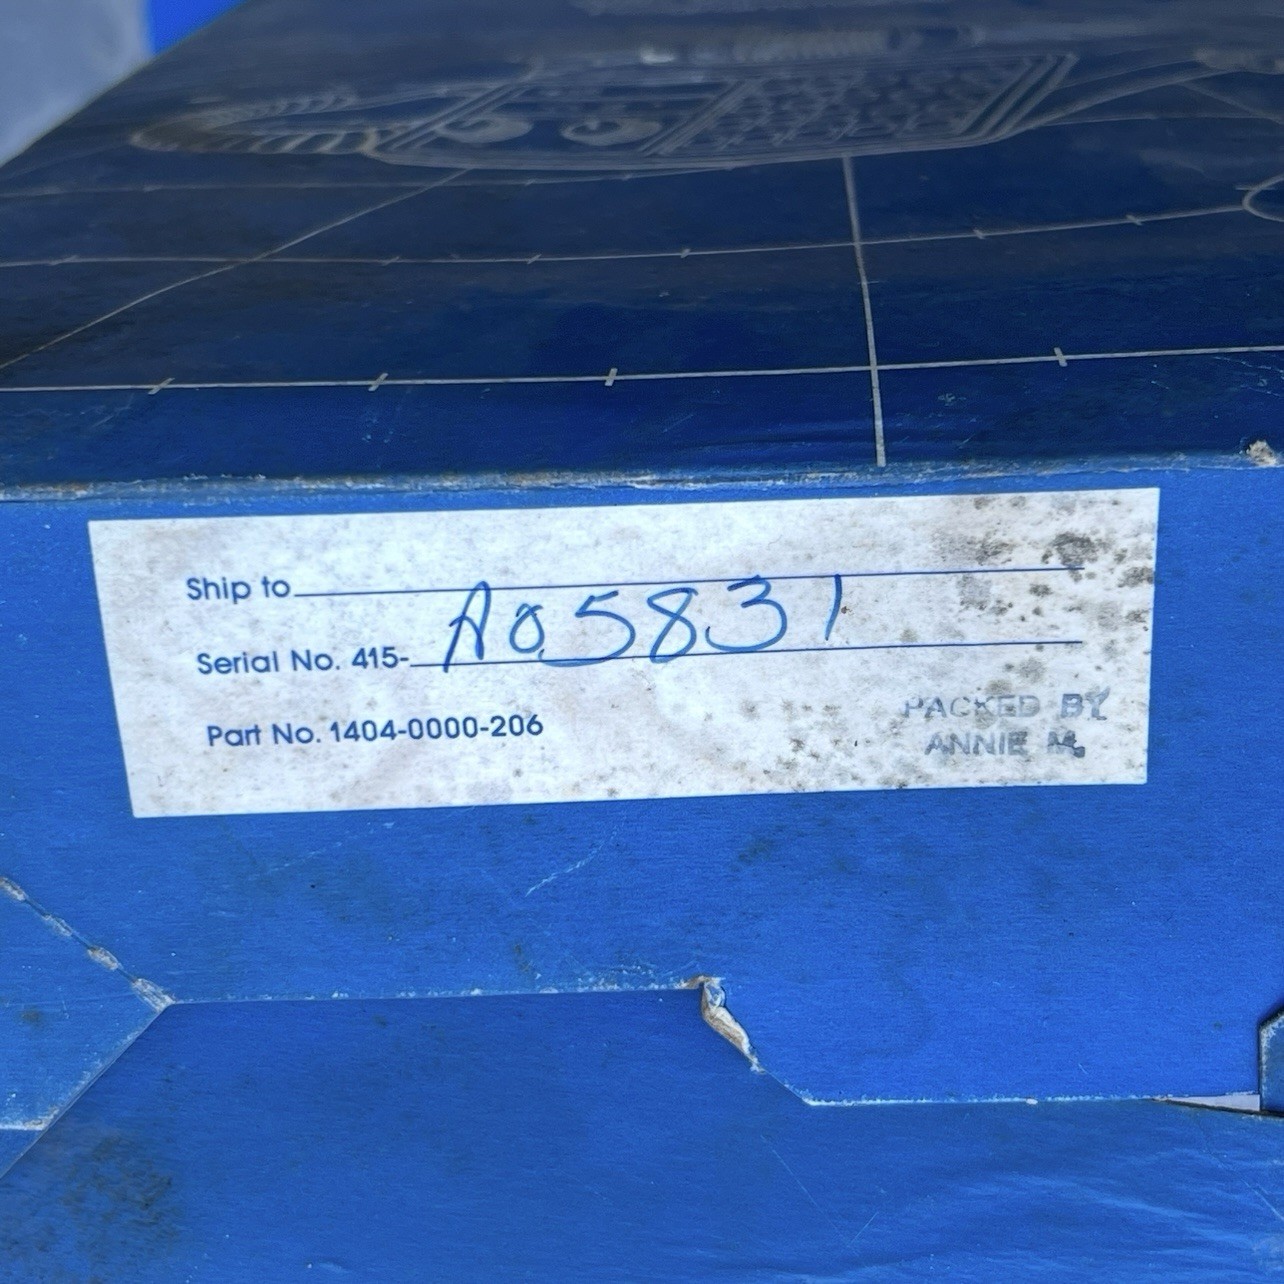 Ship to
Serial No. 415- A05831
Part No. 1404-0000-206
PACKED BY
ANNIE M.